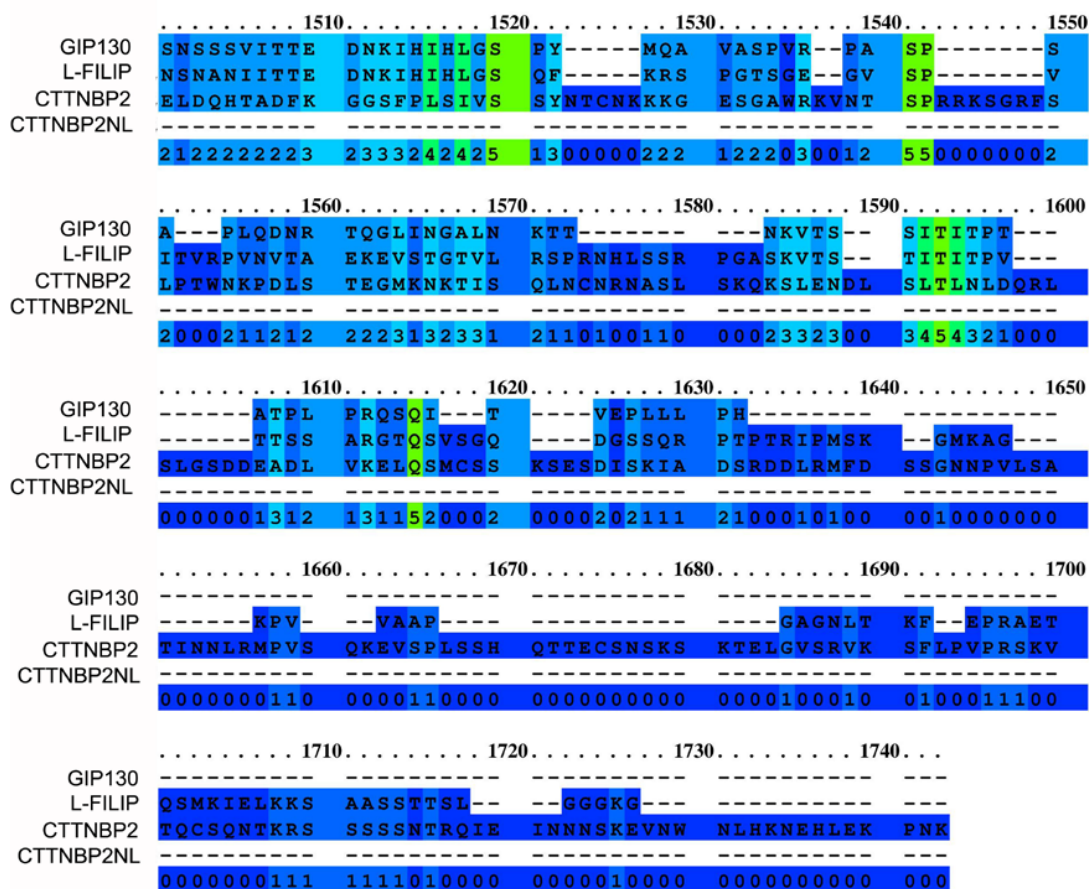 . . . . . . . . . 1510. . . . . . . . . 1520. . . . . . . . . 1530. . . . . . . . . 1540. . . . . . . . . 1550
GIP130 SNSSSVITTE DNKIHIHLGS PY-----MQA VASPVR--PA SP-------S
L-FILIP NSNANIITTE DNKIHIHLGS QF-----KRS PGTSGE--GV SP-------V
CTTNBP2 ELDQHTADFK GGSFPLSIVS SYNTCNKKKG ESGAWRKVNT SPRRKSGRFS
CTTNBP2NL ---------- ---------- ---------- ---------- ----------
2122222223 2333242425 1300000222 1222030012 5500000002
. . . . . . . . . 1560. . . . . . . . . 1570. . . . . . . . . 1580. . . . . . . . . 1590. . . . . . . . . 1600
GIP130 A---PLQDNR TQGLINGALN KTT------- ---NKVTS-- SITITPT---
L-FILIP ITVRPVNVTA EKEVSTGTVL RSPRNHLSSR PGASKVTS-- TITITPV---
CTTNBP2 LPTWNKPDLS TEGMKNKTIS QLNCNRNASL SKQKSLENDL SLTLNLDQRL
CTTNBP2NL ---------- ---------- ---------- ---------- ----------
2000211212 2223132331 2110100110 0002332300 3454321000
. . . . . . . . . 1610. . . . . . . . . 1620. . . . . . . . . 1630. . . . . . . . . 1640. . . . . . . . . 1650
GIP130 ------ATPL PRQSQI---T ----VEPLLL PH-------- ----------
L-FILIP ------TTSS ARGTQSVSGQ ----DGSSQR PTPTRIPMSK --GMKAG---
CTTNBP2 SLGSDDEADL VKELQSMCSS KSESDISKIA DSRDDLRMFD SSGNNPVLSA
CTTNBP2NL ---------- ---------- ---------- ---------- ----------
0000001312 1311520002 0000202111 2100010100 0010000000
. . . . . . . . . 1660. . . . . . . . . 1670. . . . . . . . . 1680. . . . . . . . . 1690. . . . . . . . . 1700
GIP130 ---------- ---------- ---------- ---------- ----------
L-FILIP ------KPV- --VAAP---- ---------- ----GAGNLT KF--EPRAET
CTTNBP2 TINNLRMPVS QKEVSPLSSH QTTECSNSKS KTELGVSRVK SFLPVPRSKV
CTTNBP2NL ---------- ---------- ---------- ---------- ----------
0000000110 0000110000 0000000000 0000100010 0100011100
. . . . . . . . . 1710. . . . . . . . . 1720. . . . . . . . . 1730. . . . . . . . . 1740. . .
GIP130 ---------- ---------- ---------- ---------- ---
L-FILIP QSMKIELKKS AASSTTSL-- --GGGKG--- ---------- ---
CTTNBP2 TQCSQNTKRS SSSSNTRQIE INNNSKEVNW NLHKNEHLEK PNK
CTTNBP2NL ---------- ---------- ---------- ---------- ---
0000000111 1111010000 0000010000 0000000000 000